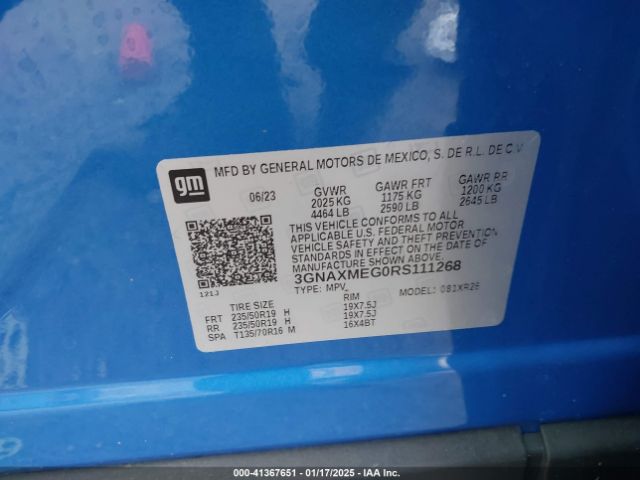 gm
MFD BY GENERAL MOTORS DE MEXICO, S. DE R.L. DE C.V
06/23 GVWR GAWR FRT GAWR RR
2025 KG 1175 KG 1200 KG
4464 LB 2590 LB 2645 LB
THIS VEHICLE CONFORMS TO ALL
APPLICABLE U.S. FEDERAL MOTOR
VEHICLE SAFETY AND THEFT PREVENTION
STANDARDS IN EFFECT ON THE DATE OF
MANUFACTURE SHOWN ABOVE.
3GNAXMEG0RS111268
TYPE: MPV MODEL: 081XR26
121J
TIRE SIZE RIM
FRT 235/50R19 H 19X7.5J
RR 235/50R19 H 19X7.5J
SPA T135/70R16 M 16X4BT
000-41367651 — 01/17/2025 — IAAI.COM